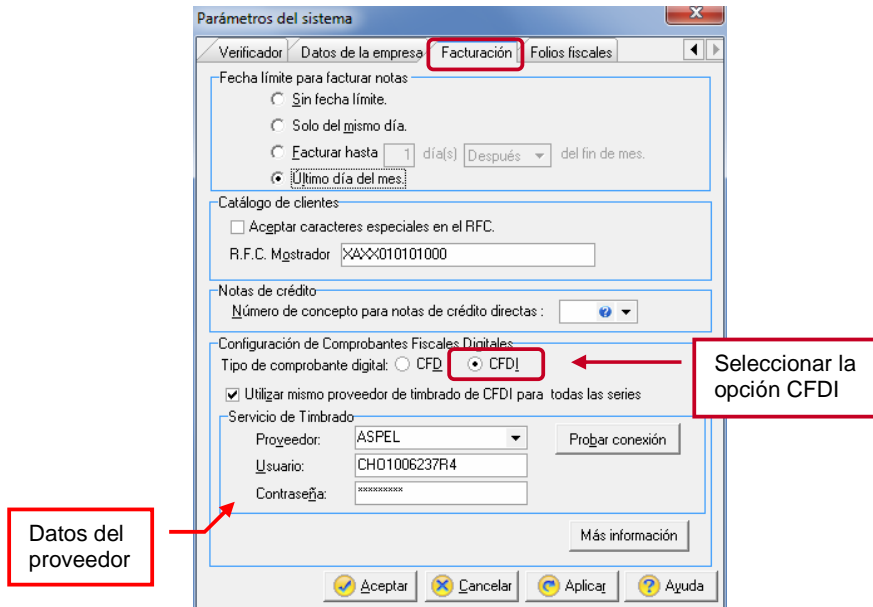 Parámetros del sistema
x
Verificador Datos de la empresa Facturación Folios fiscales
Fecha límite para facturar notas
Sin fecha límite.
Solo del mismo día.
Facturar hasta 1 día(s) Después del fin de mes.
Último día del mes.
Catálogo de clientes
Aceptar caracteres especiales en el RFC.
R.F.C. Mostrador XAXX010101000
Notas de crédito
Número de concepto para notas de crédito directas : ?
Configuración de Comprobantes Fiscales Digitales
Tipo de comprobante digital: CFD CFDI
Seleccionar la
opción CFDI
Utilizar mismo proveedor de timbrado de CFDI para todas las series
Servicio de Timbrado
Proveedor: ASPEL Probar conexión
Usuario: CHO1006237R4
Contraseña: *********
Datos del
proveedor
Más información
Aceptar Cancelar Aplicar ? Ayuda